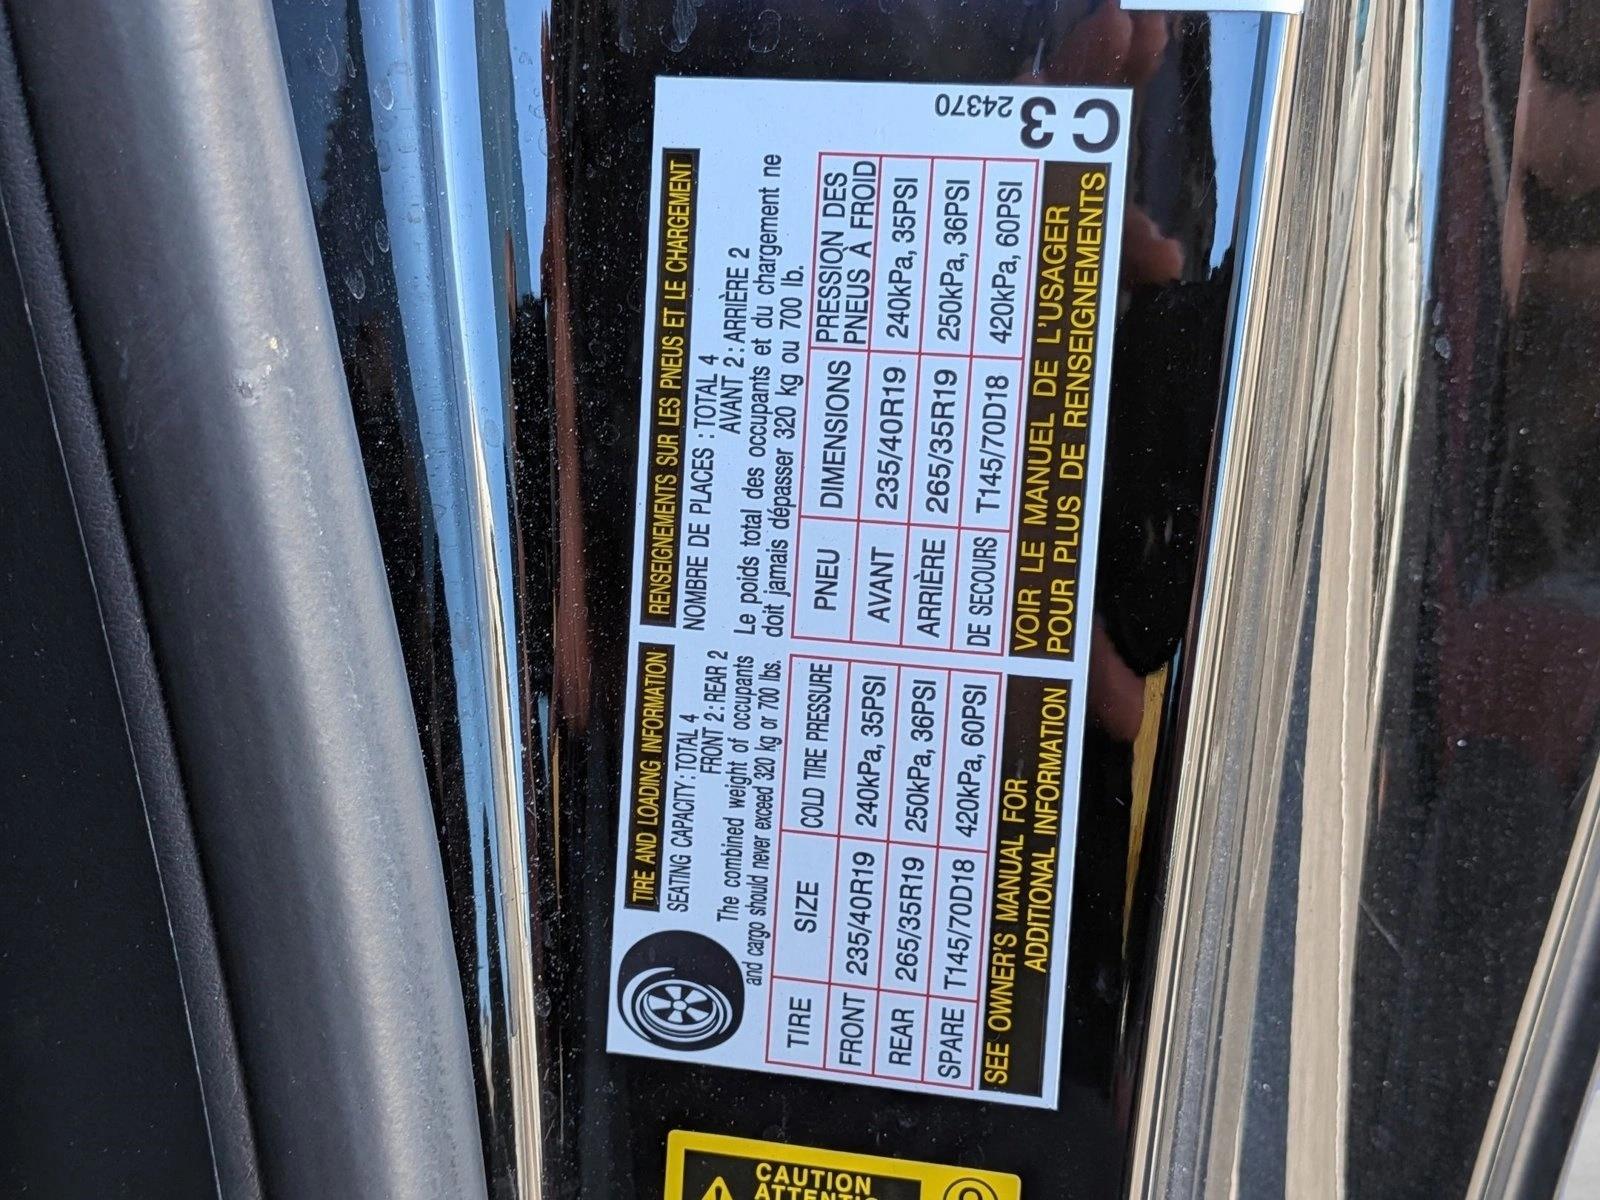 TIRE AND LOADING INFORMATION
SEATING CAPACITY : TOTAL 4
FRONT 2 : REAR 2
The combined weight of occupants
and cargo should never exceed 320 kg or 700 lbs.
TIRE SIZE COLD TIRE PRESSURE
FRONT 235/40R19 240kPa, 35PSI
REAR 265/35R19 250kPa, 36PSI
SPARE T145/70D18 420kPa, 60PSI
SEE OWNER'S MANUAL FOR
ADDITIONAL INFORMATION
RENSEIGNEMENTS SUR LES PNEUS ET LE CHARGEMENT
NOMBRE DE PLACES : TOTAL 4
AVANT 2 : ARRIÈRE 2
Le poids total des occupants et du chargement ne
doit jamais dépasser 320 kg ou 700 lb.
PNEU DIMENSIONS PRESSION DES
PNEUS À FROID
AVANT 235/40R19 240kPa, 35PSI
ARRIÈRE 265/35R19 250kPa, 36PSI
DE SECOURS T145/70D18 420kPa, 60PSI
VOIR LE MANUEL DE L'USAGER
POUR PLUS DE RENSEIGNEMENTS
C3
24370
CAUTION